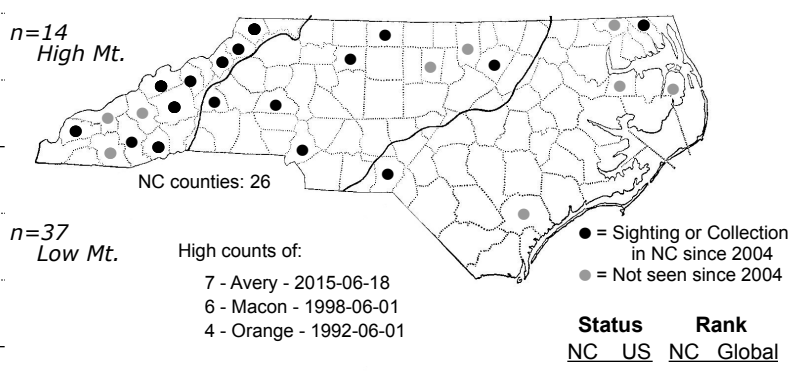 n=14
High Mt.
NC counties: 26
n=37
Low Mt.
High counts of:
7 - Avery - 2015-06-18
6 - Macon - 1998-06-01
4 - Orange - 1992-06-01
= Sighting or Collection
in NC since 2004
= Not seen since 2004
Status Rank
NC US NC Global